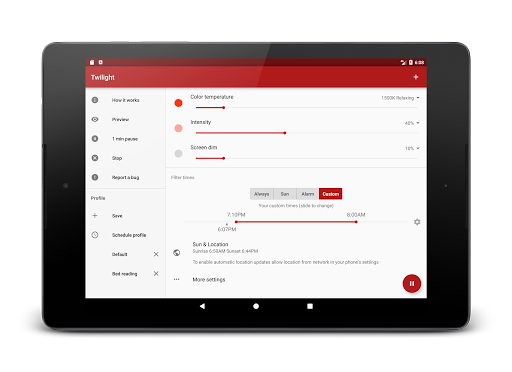 6:08
Twilight
+
How it works
Preview
1 min pause
Stop
Report a bug
Profile
Save
Schedule profile
Default
Bed reading
Color temperature
1500K Relaxing
Intensity
40%
Screen dim
10%
Filter times
Always Sun Alarm Custom
Your custom times (slide to change)
7:10PM 8:00AM
6:07PM
Sun & Location
Sunrise 6:50AM Sunset 6:44PM
To enable automatic location updates allow location from network in your phone's settings
More settings